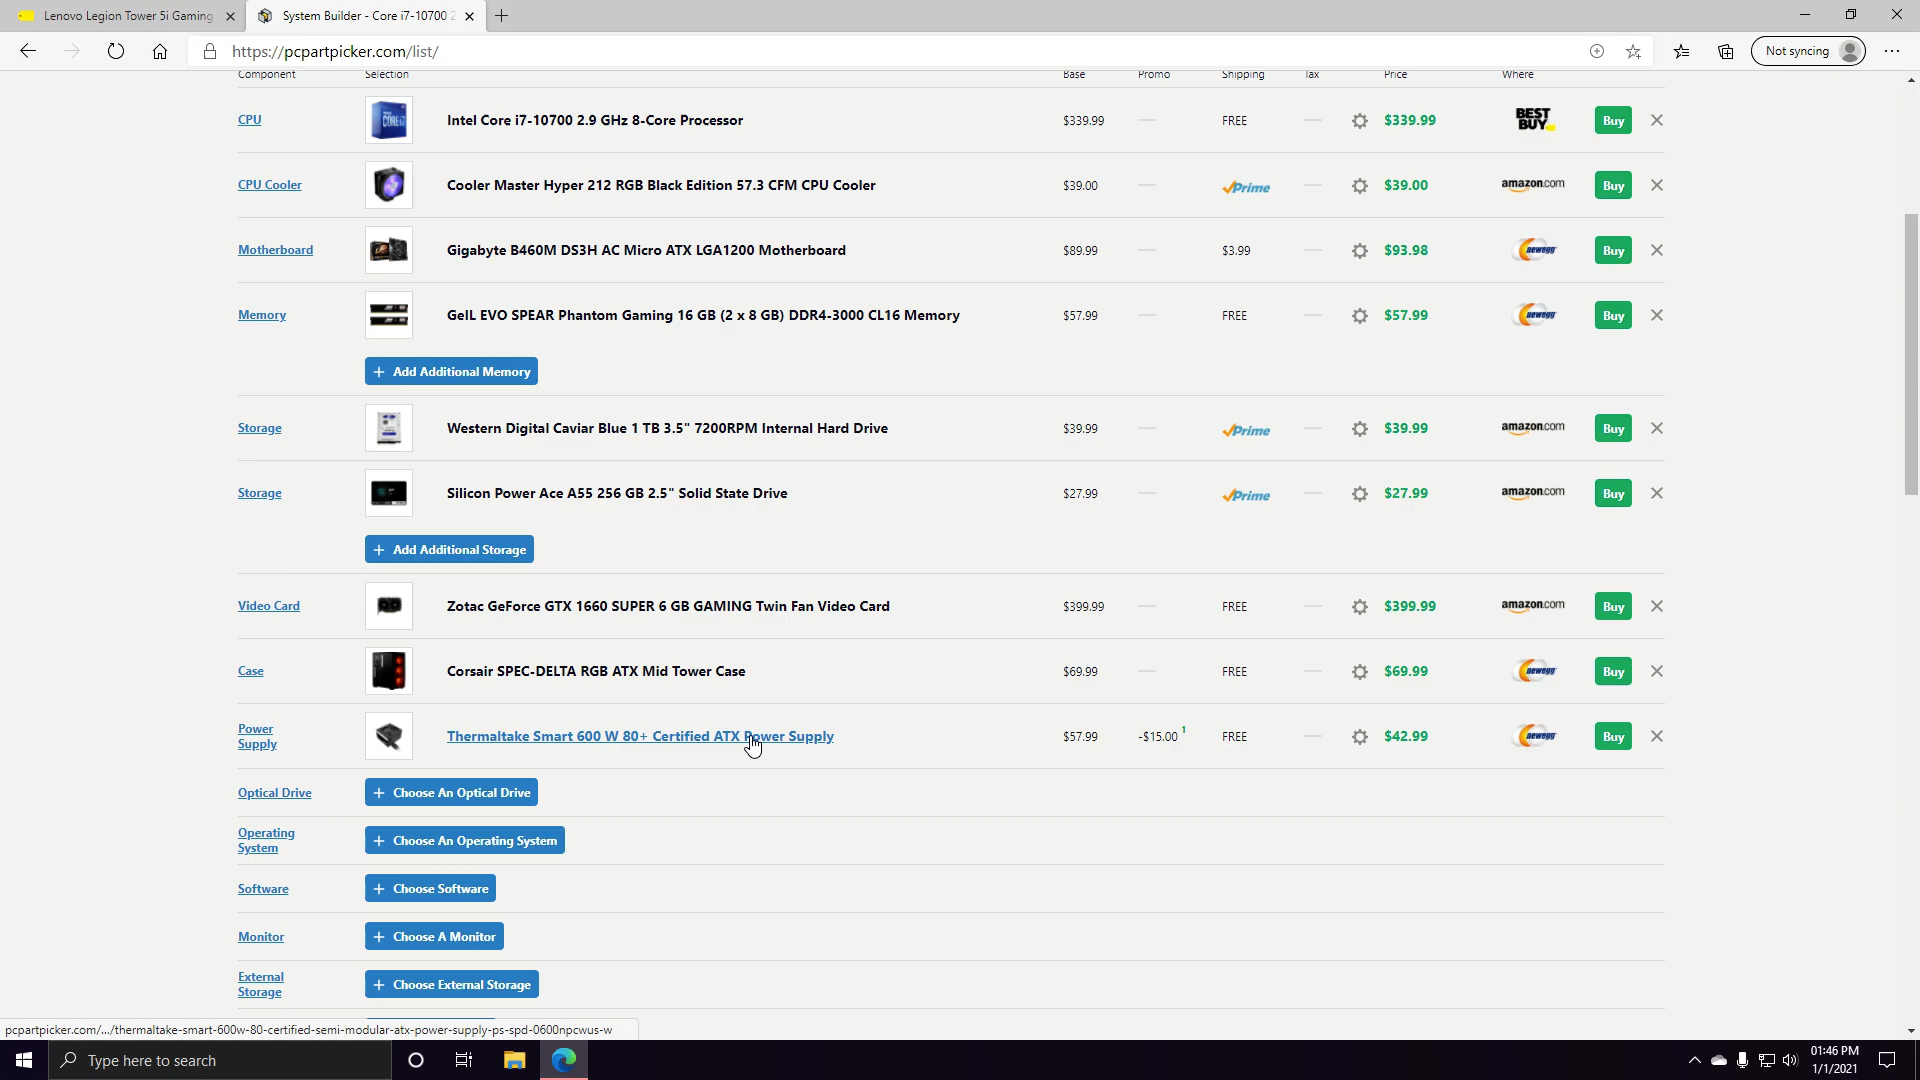 Lenovo Legion Tower 5i Gaming
System Builder - Core i7-10700 2
https://pcpartpicker.com/list/
Not syncing
Component Selection Base Promo Shipping Tax Price Where
CPU Intel Core i7-10700 2.9 GHz 8-Core Processor $339.99 — FREE — $339.99 BEST BUY Buy
CPU Cooler Cooler Master Hyper 212 RGB Black Edition 57.3 CFM CPU Cooler $39.00 — Prime — $39.00 amazon.com Buy
Motherboard Gigabyte B460M DS3H AC Micro ATX LGA1200 Motherboard $89.99 — $3.99 — $93.98 newegg Buy
Memory GeIL EVO SPEAR Phantom Gaming 16 GB (2 x 8 GB) DDR4-3000 CL16 Memory $57.99 — FREE — $57.99 newegg Buy
+ Add Additional Memory
Storage Western Digital Caviar Blue 1 TB 3.5" 7200RPM Internal Hard Drive $39.99 — Prime — $39.99 amazon.com Buy
Storage Silicon Power Ace A55 256 GB 2.5" Solid State Drive $27.99 — Prime — $27.99 amazon.com Buy
+ Add Additional Storage
Video Card Zotac GeForce GTX 1660 SUPER 6 GB GAMING Twin Fan Video Card $399.99 — FREE — $399.99 amazon.com Buy
Case Corsair SPEC-DELTA RGB ATX Mid Tower Case $69.99 — FREE — $69.99 newegg Buy
Power
Supply Thermaltake Smart 600 W 80+ Certified ATX Power Supply $57.99 -$15.00 1 FREE — $42.99 newegg Buy
Optical Drive + Choose An Optical Drive
Operating
System + Choose An Operating System
Software + Choose Software
Monitor + Choose A Monitor
External
Storage + Choose External Storage
pcpartpicker.com/.../thermaltake-smart-600w-80-certified-semi-modular-atx-power-supply-ps-spd-0600npcwus-w
Type here to search
01:46 PM
1/1/2021